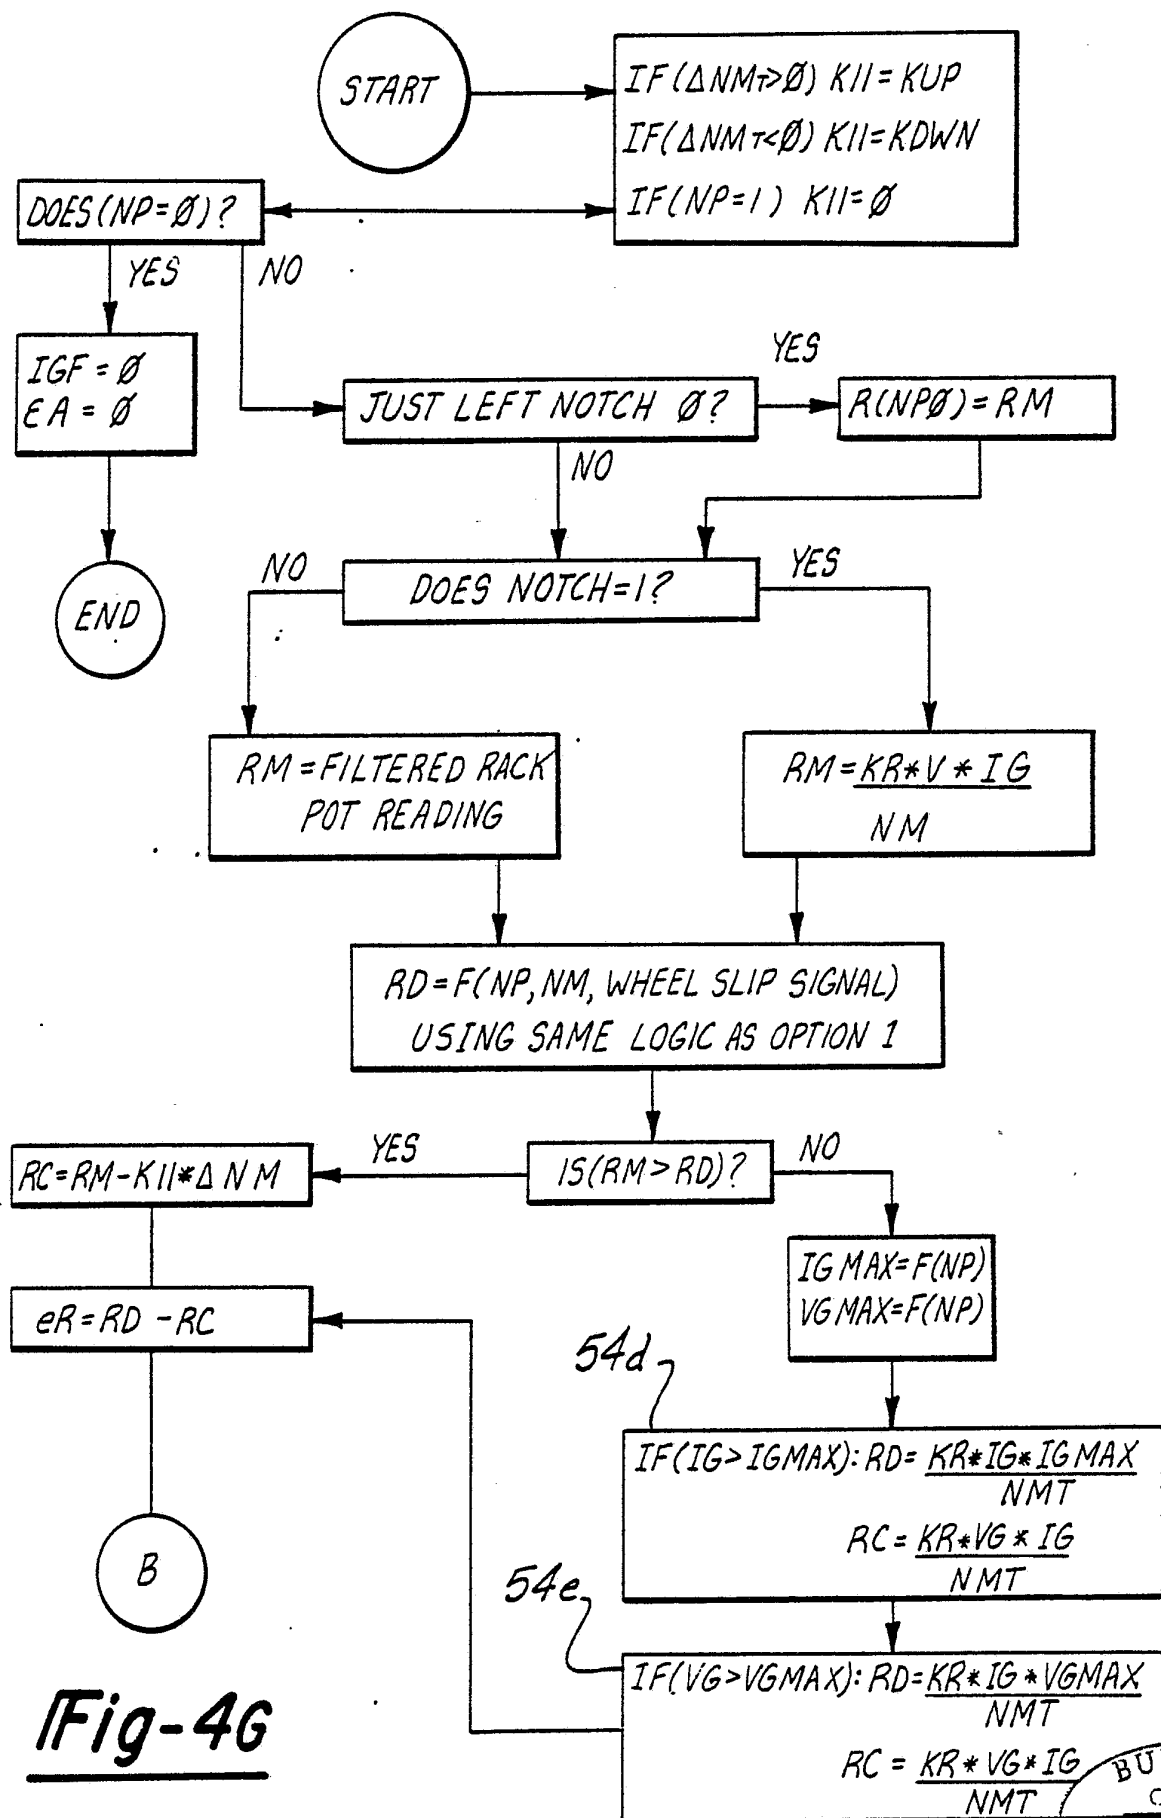 START
IF(ΔNMT>Ø) K11=KUP
IF(ΔNMT<Ø) K11=KDWN
IF(NP=1) K11=Ø
DOES(NP=Ø)?
YES
NO
IGF=Ø
EA=Ø
END
JUST LEFT NOTCH Ø?
YES
R(NPØ)=RM
NO
DOES NOTCH=1?
NO
YES
RM=FILTERED RACK
POT READING
RM=KR*V*IG
NM
RD=F(NP,NM, WHEEL SLIP SIGNAL)
USING SAME LOGIC AS OPTION 1
IS(RM>RD)?
YES
NO
RC=RM-K11*ΔNM
eR=RD-RC
B
IGMAX=F(NP)
VGMAX=F(NP)
54d
IF(IG>IGMAX): RD=KR*IG*IGMAX
NMT
RC=KR*VG*IG
NMT
54e
IF(VG>VGMAX): RD=KR*IG*VGMAX
NMT
RC=KR*VG*IG
NMT
BU
Fig-4G